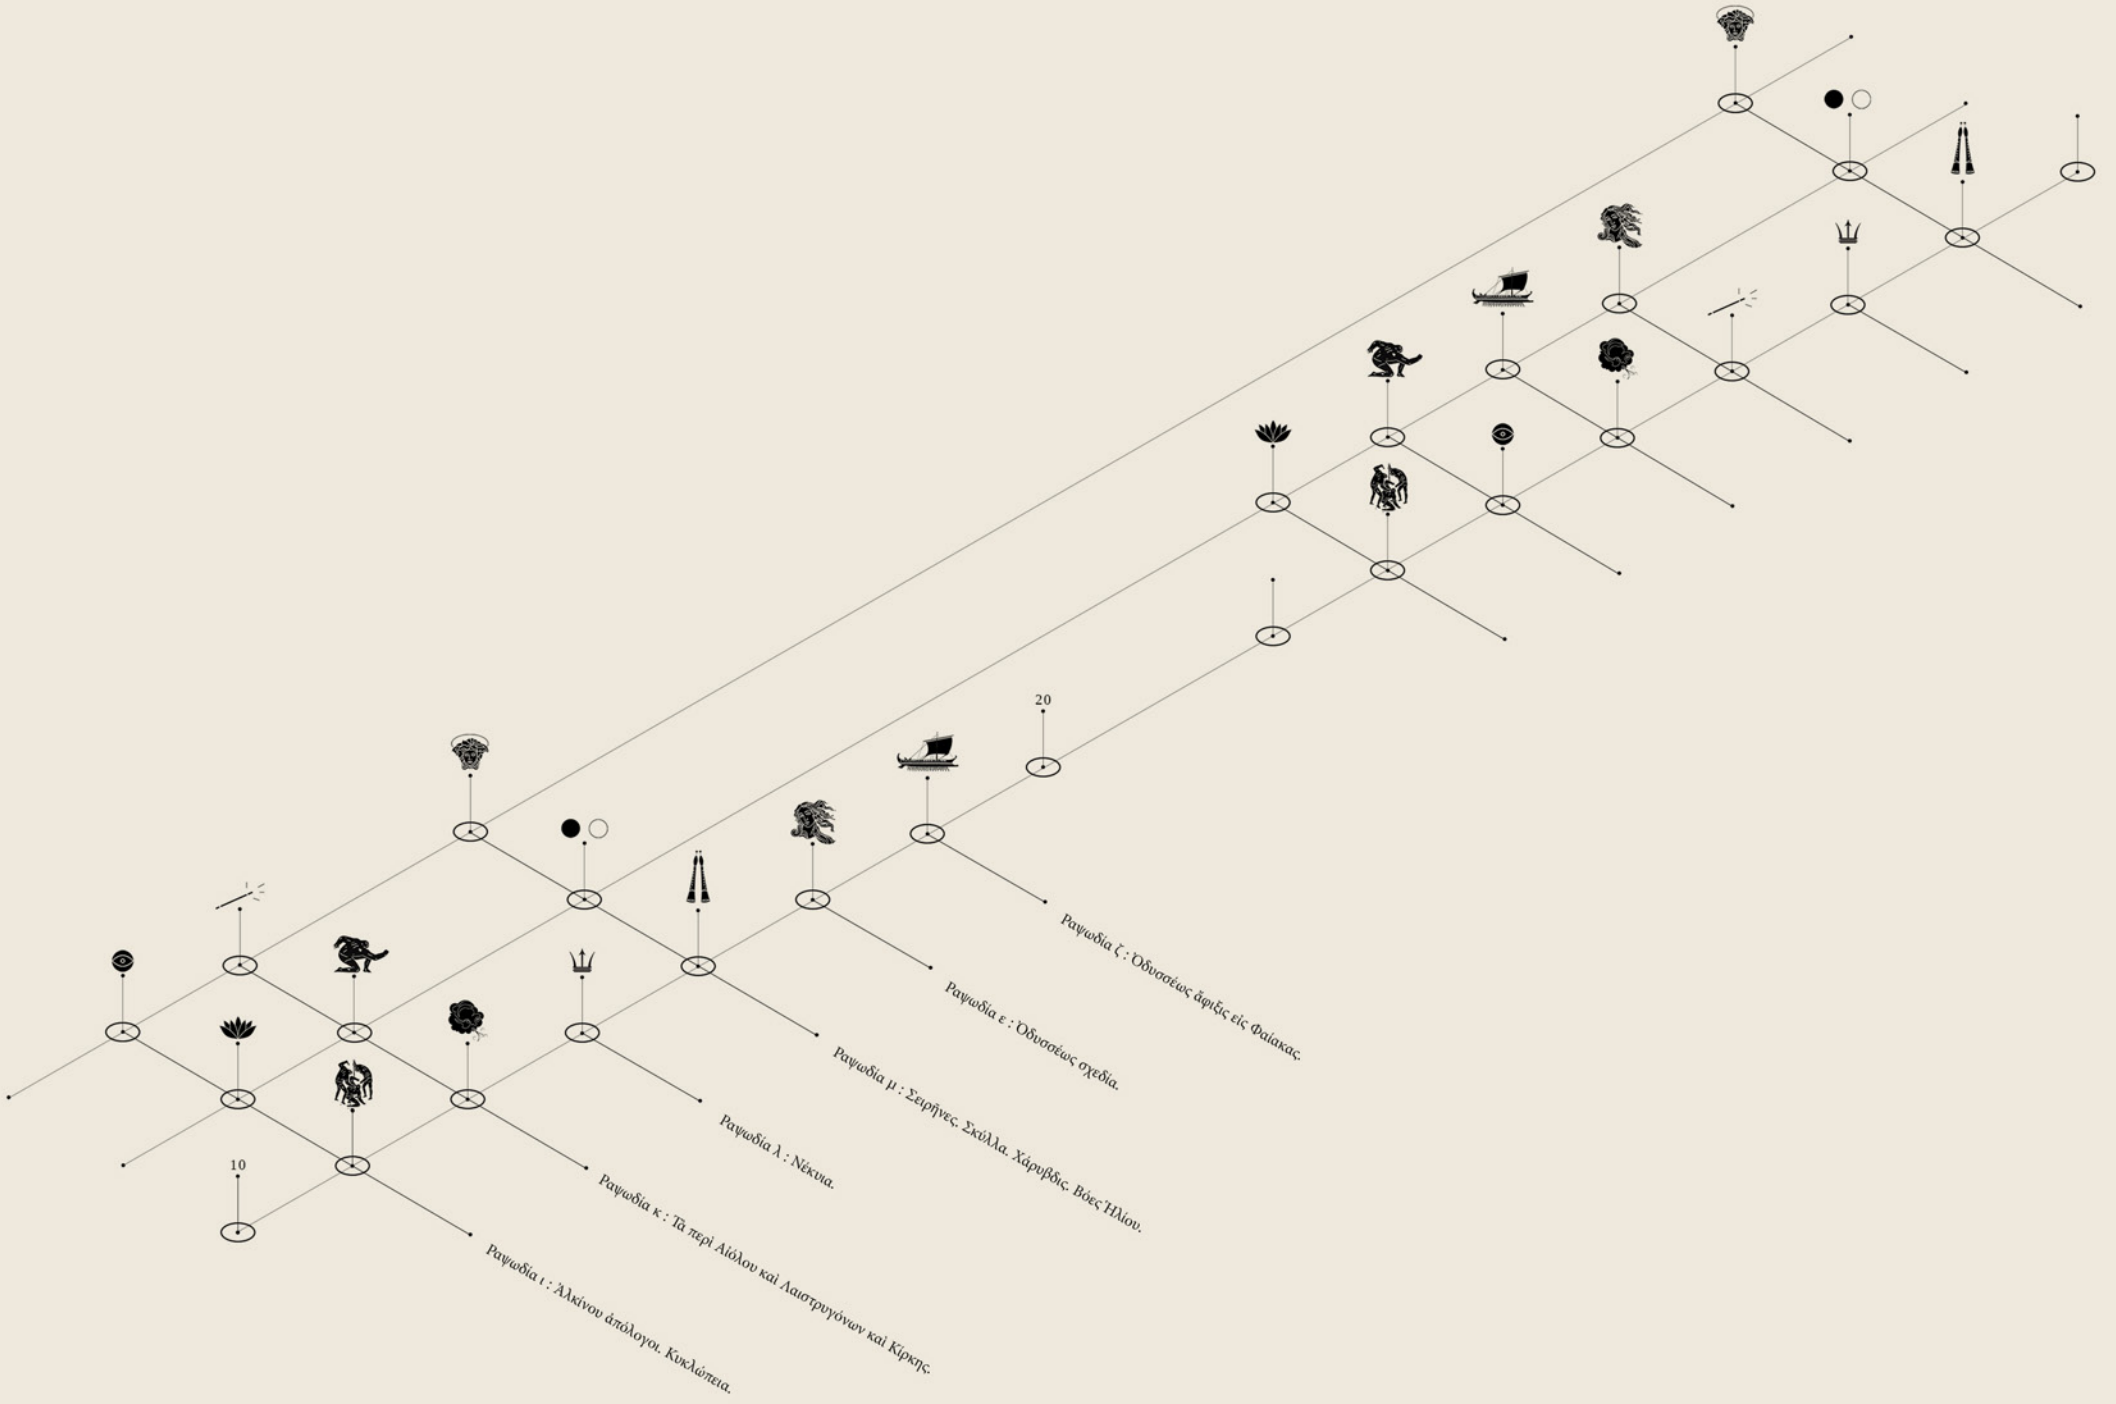 20
10
Ραψωδία ζ : Ὀδυσσέως ἄφιξις εἰς Φαίακας.
Ραψωδία ε : Ὀδυσσέως σχεδία.
Ραψωδία μ : Σειρῆνες. Σκύλλα. Χάρυβδις. Βόες Ἡλίου.
Ραψωδία λ : Νέκυια.
Ραψωδία κ : Τὰ περὶ Αἰόλου καὶ Λαιστρυγόνων καὶ Κίρκης.
Ραψωδία ι : Ἀλκίνου ἀπόλογοι. Κυκλώπεια.